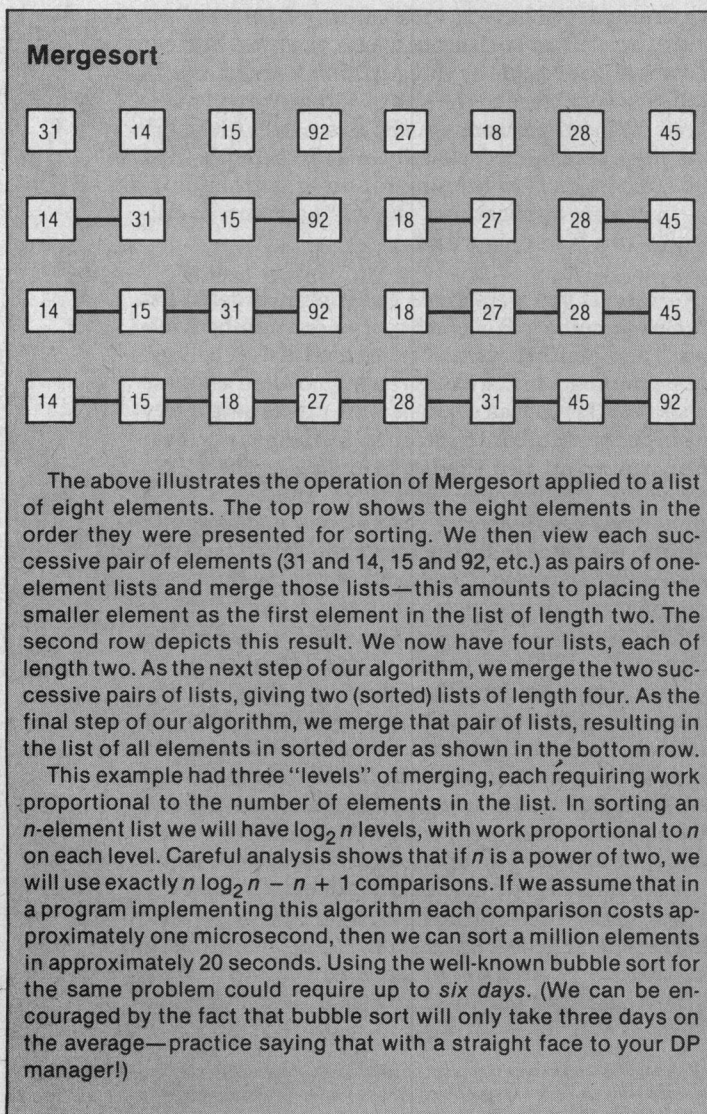 Mergesort
31 14 15 92 27 18 28 45
14 31 15 92 18 27 28 45
14 15 31 92 18 27 28 45
14 15 18 27 28 31 45 92
The above illustrates the operation of Mergesort applied to a list
of eight elements. The top row shows the eight elements in the
order they were presented for sorting. We then view each suc-
cessive pair of elements (31 and 14, 15 and 92, etc.) as pairs of one-
element lists and merge those lists—this amounts to placing the
smaller element as the first element in the list of length two. The
second row depicts this result. We now have four lists, each of
length two. As the next step of our algorithm, we merge the two suc-
cessive pairs of lists, giving two (sorted) lists of length four. As the
final step of our algorithm, we merge that pair of lists, resulting in
the list of all elements in sorted order as shown in the bottom row.
This example had three "levels" of merging, each requiring work
proportional to the number of elements in the list. In sorting an
n-element list we will have log₂ n levels, with work proportional to n
on each level. Careful analysis shows that if n is a power of two, we
will use exactly n log₂ n − n + 1 comparisons. If we assume that in
a program implementing this algorithm each comparison costs ap-
proximately one microsecond, then we can sort a million elements
in approximately 20 seconds. Using the well-known bubble sort for
the same problem could require up to six days. (We can be en-
couraged by the fact that bubble sort will only take three days on
the average—practice saying that with a straight face to your DP
manager!)